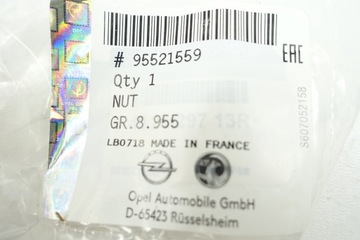 # 95521559
EAC
Qty 1
NUT
GR.8.955
LB0718 MADE IN FRANCE
S607052158
Opel Automobile GmbH
D-65423 Rüsselsheim